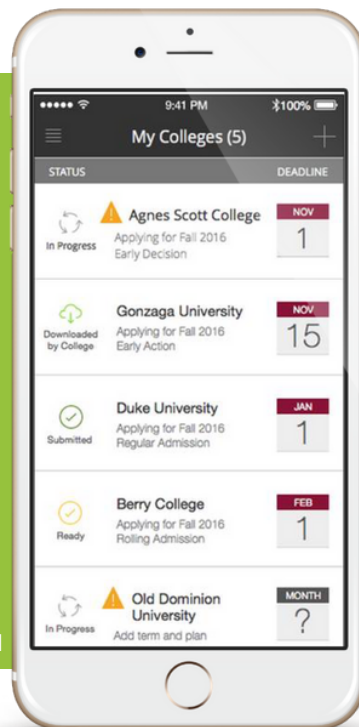 9:41 PM
100%
My Colleges (5)
STATUS
DEADLINE
In Progress
Agnes Scott College
Applying for Fall 2016
Early Decision
NOV
1
Downloaded
by College
Gonzaga University
Applying for Fall 2016
Early Action
NOV
15
Submitted
Duke University
Applying for Fall 2016
Regular Admission
JAN
1
Ready
Berry College
Applying for Fall 2016
Rolling Admission
FEB
1
In Progress
Old Dominion
University
Add term and plan
MONTH
?